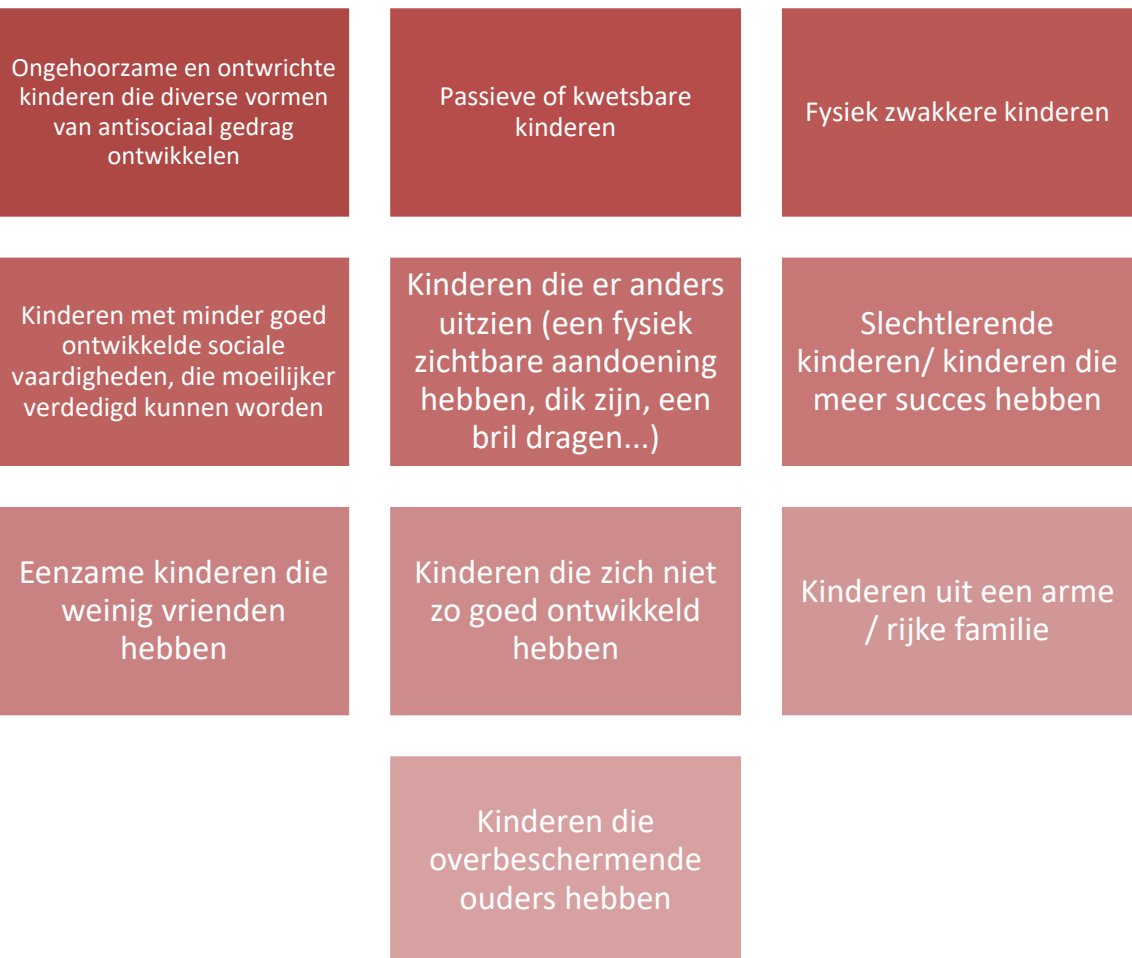 Ongehoorzame en ontwrichte
kinderen die diverse vormen
van antisociaal gedrag
ontwikkelen
Passieve of kwetsbare
kinderen
Fysiek zwakkere kinderen
Kinderen met minder goed
ontwikkelde sociale
vaardigheden, die moeilijker
verdedigd kunnen worden
Kinderen die er anders
uitzien (een fysiek
zichtbare aandoening
hebben, dik zijn, een
bril dragen...)
Slechtlerende
kinderen/ kinderen die
meer succes hebben
Eenzame kinderen die
weinig vrienden
hebben
Kinderen die zich niet
zo goed ontwikkeld
hebben
Kinderen uit een arme
/ rijke familie
Kinderen die
overbeschermende
ouders hebben